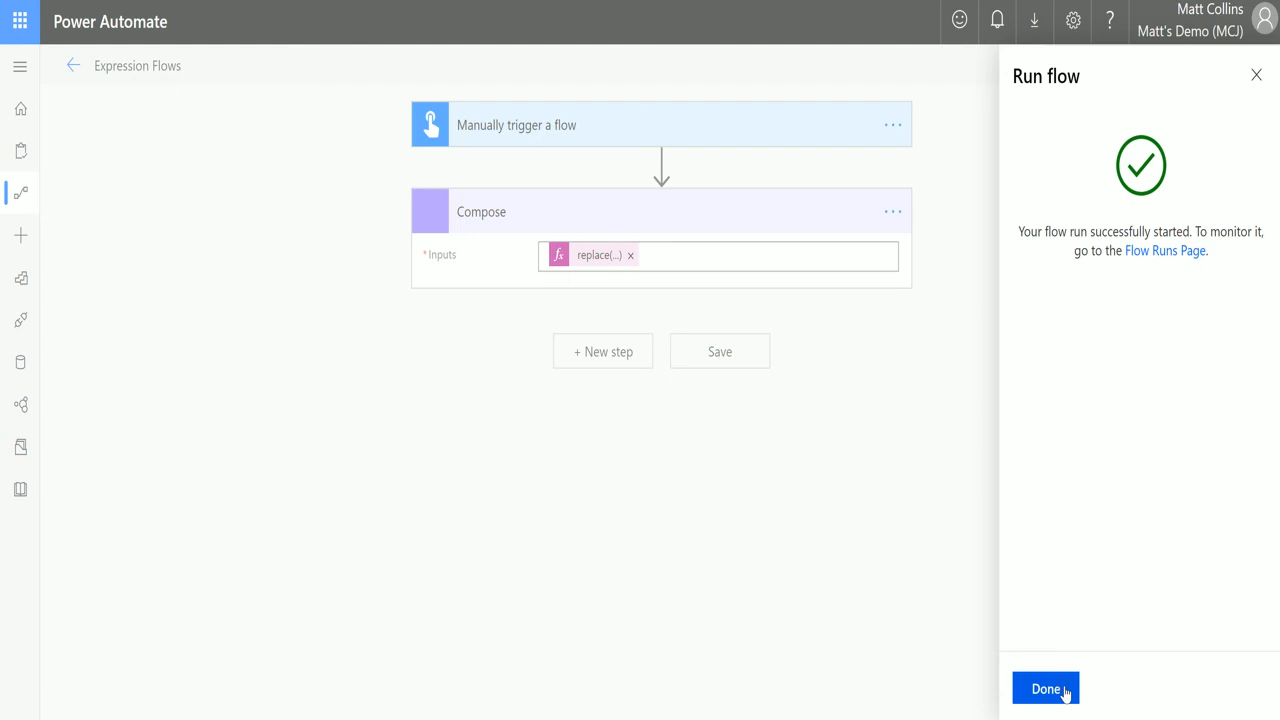 Power Automate
Matt Collins
Matt's Demo (MCJ)
Expression Flows
Run flow
Manually trigger a flow
Compose
* Inputs
fx replace(...) ×
+ New step
Save
Your flow run successfully started. To monitor it,
go to the Flow Runs Page.
Done